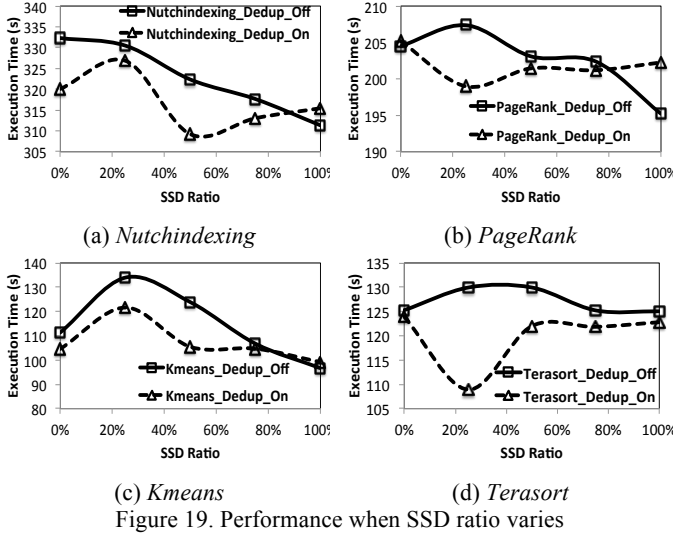 340
335
330
325
320
315
310
305
Execution Time (s)
Nutchindexing_Dedup_Off
Nutchindexing_Dedup_On
0% 20% 40% 60% 80% 100%
SSD Ratio
(a) Nutchindexing
210
205
200
195
190
Execution Time (s)
PageRank_Dedup_Off
PageRank_Dedup_On
0% 20% 40% 60% 80% 100%
SSD Ratio
(b) PageRank
140
130
120
110
100
90
80
Execution Time (s)
Kmeans_Dedup_Off
Kmeans_Dedup_On
0% 20% 40% 60% 80% 100%
SSD Ratio
(c) Kmeans
135
130
125
120
115
110
105
Execution Time (s)
Terasort_Dedup_Off
Terasort_Dedup_On
0% 20% 40% 60% 80% 100%
SSD Ratio
(d) Terasort
Figure 19. Performance when SSD ratio varies